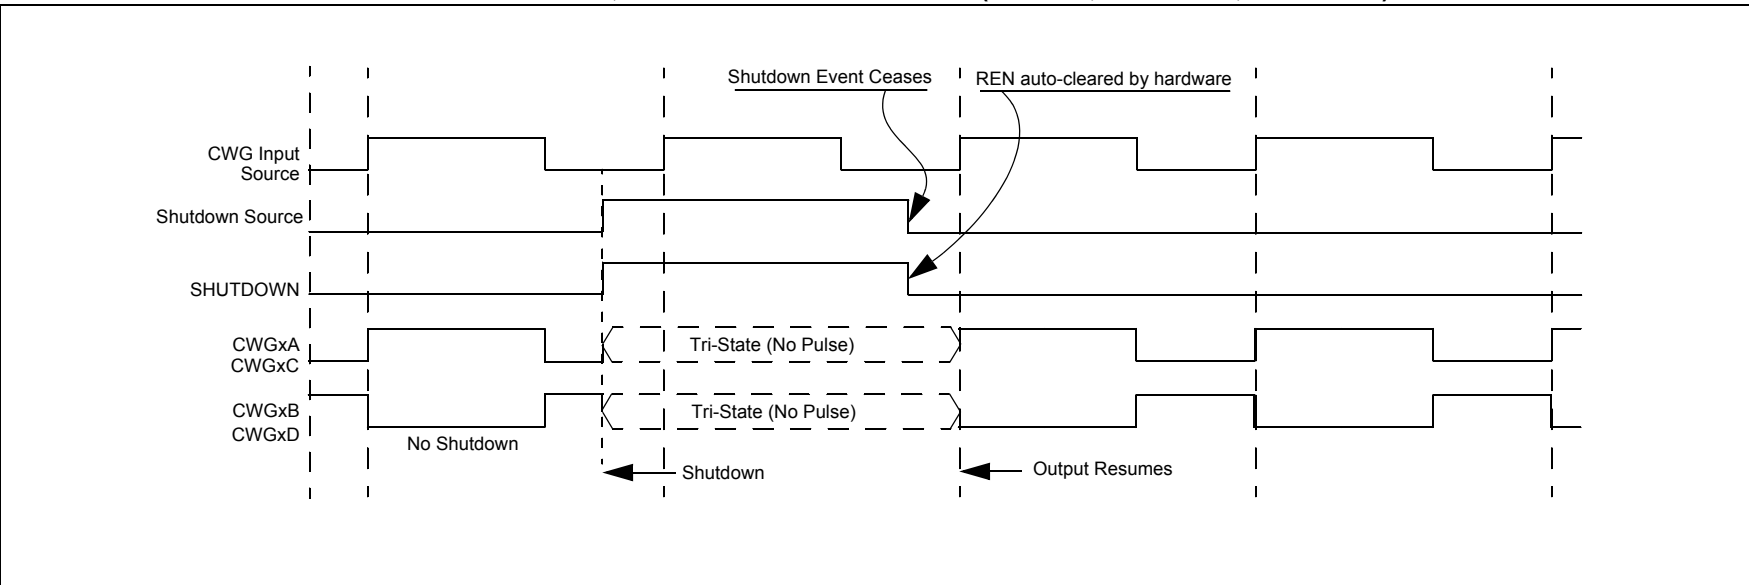 Shutdown Event Ceases
REN auto-cleared by hardware
CWG Input
Source
Shutdown Source
SHUTDOWN
CWGxA
CWGxC
Tri-State (No Pulse)
CWGxB
CWGxD
Tri-State (No Pulse)
No Shutdown
Shutdown
Output Resumes